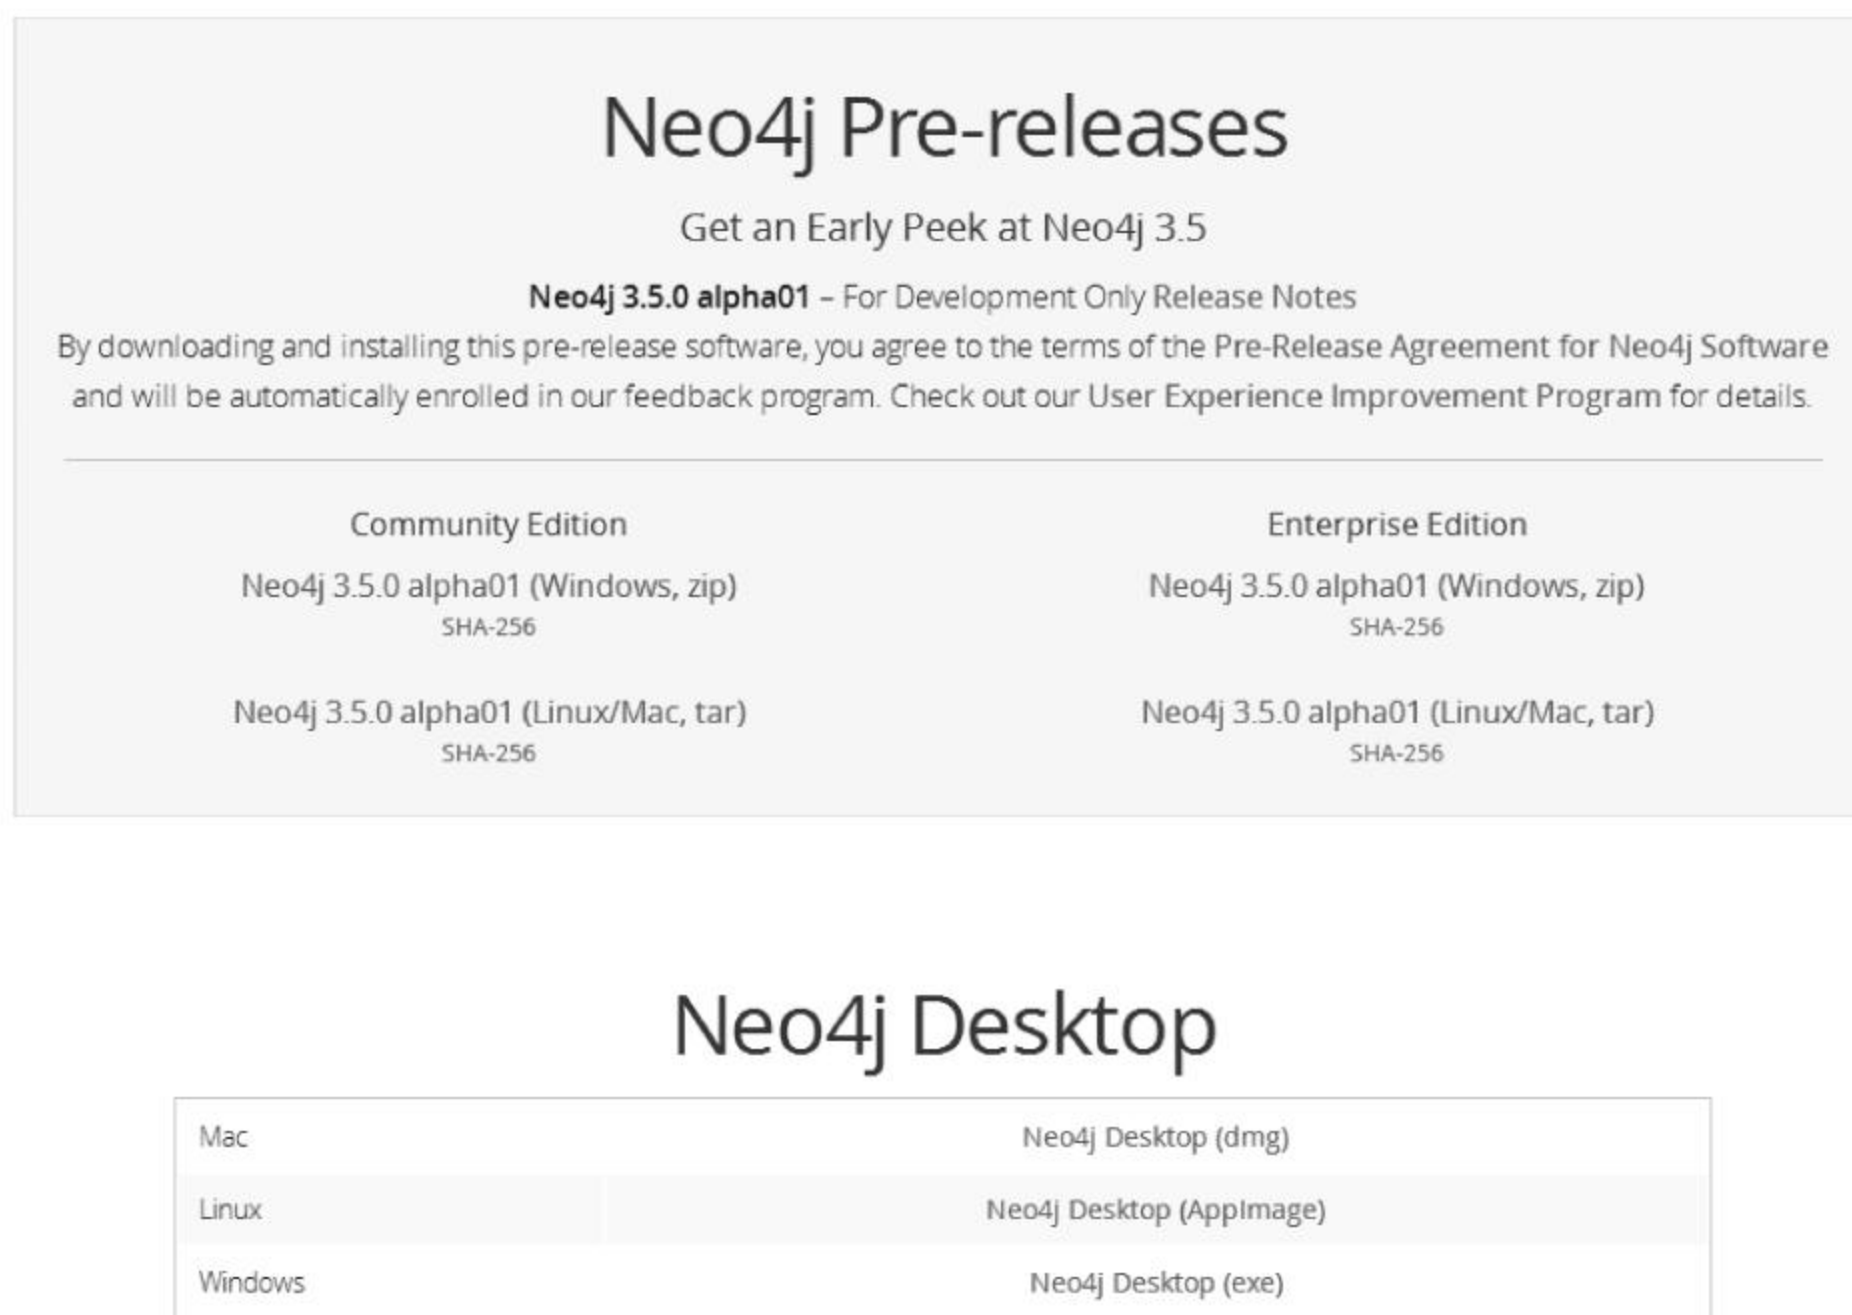 Neo4j Pre-releases
Get an Early Peek at Neo4j 3.5
Neo4j 3.5.0 alpha01 – For Development Only Release Notes
By downloading and installing this pre-release software, you agree to the terms of the Pre-Release Agreement for Neo4j Software
and will be automatically enrolled in our feedback program. Check out our User Experience Improvement Program for details.
Community Edition
Neo4j 3.5.0 alpha01 (Windows, zip)
SHA-256
Neo4j 3.5.0 alpha01 (Linux/Mac, tar)
SHA-256
Enterprise Edition
Neo4j 3.5.0 alpha01 (Windows, zip)
SHA-256
Neo4j 3.5.0 alpha01 (Linux/Mac, tar)
SHA-256
Neo4j Desktop
Mac Neo4j Desktop (dmg)
Linux Neo4j Desktop (AppImage)
Windows Neo4j Desktop (exe)